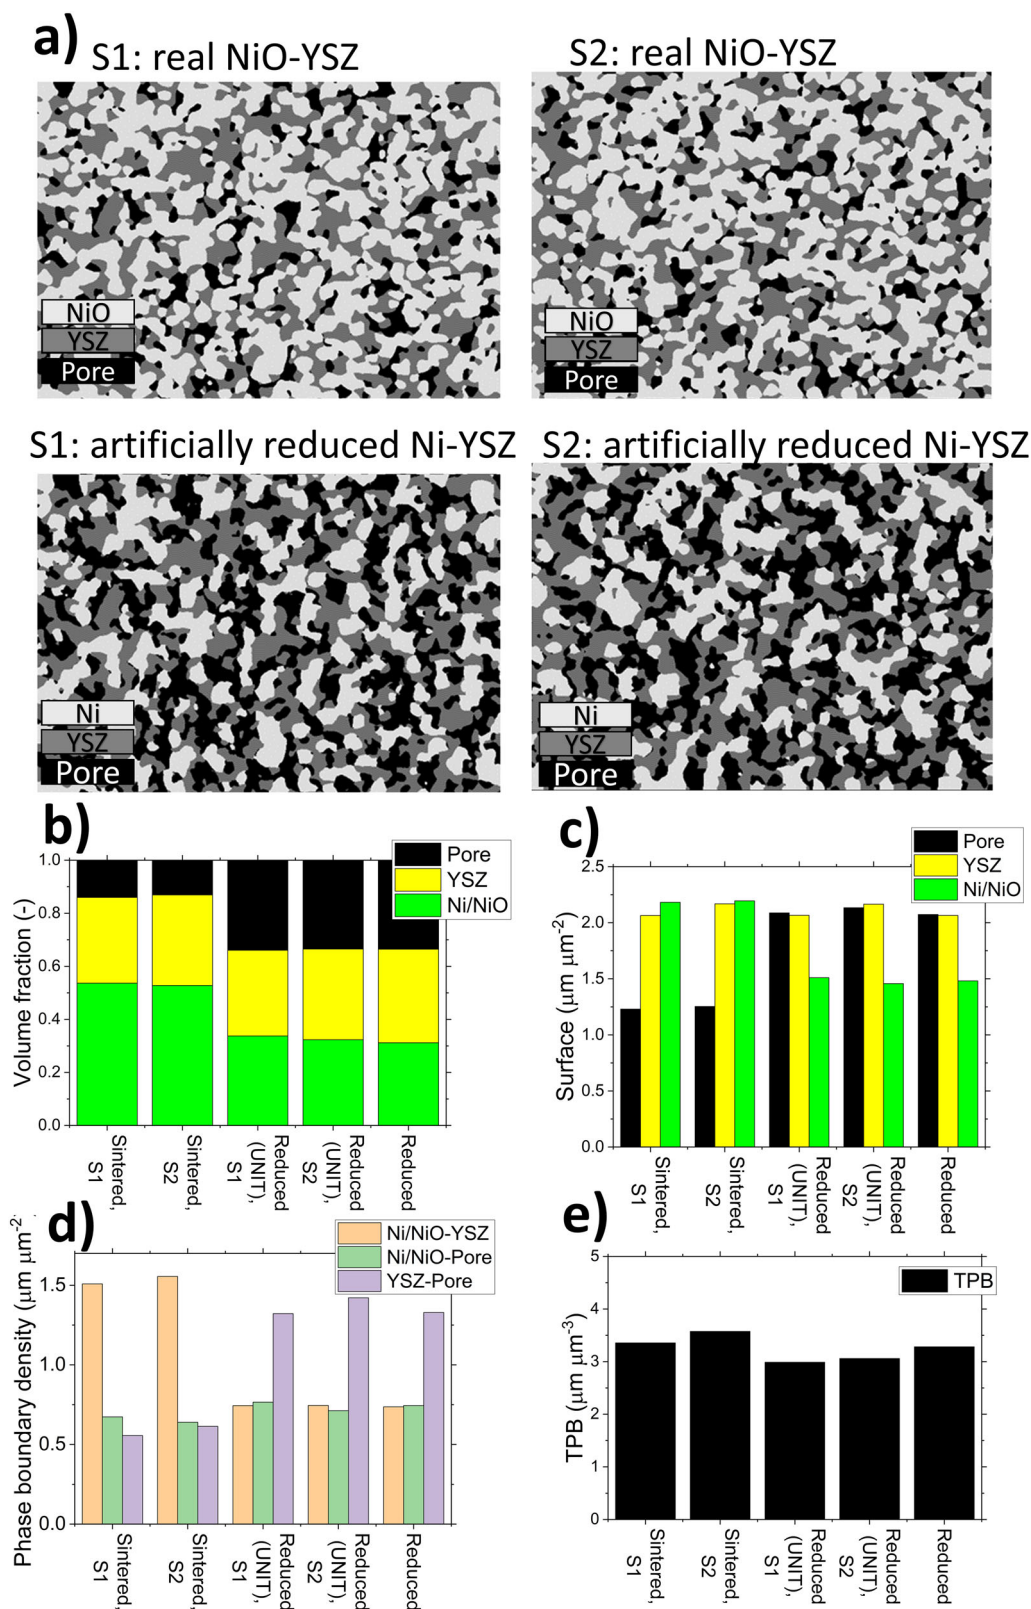 a)
S1: real NiO-YSZ
S2: real NiO-YSZ
NiO
YSZ
Pore
NiO
YSZ
Pore
S1: artificially reduced Ni-YSZ
S2: artificially reduced Ni-YSZ
Ni
YSZ
Pore
Ni
YSZ
Pore
b)
Pore
YSZ
Ni/NiO
Volume fraction (-)
1.0
0.8
0.6
0.4
0.2
0.0
Sintered,
S1
Sintered,
S2
Reduced
(UNIT),
S1
Reduced
(UNIT),
S2
Reduced
c)
Pore
YSZ
Ni/NiO
Surface (µm µm⁻²)
2.5
2.0
1.5
1.0
0.5
0.0
Sintered,
S1
Sintered,
S2
Reduced
(UNIT),
S1
Reduced
(UNIT),
S2
Reduced
d)
Ni/NiO-YSZ
Ni/NiO-Pore
YSZ-Pore
Phase boundary density (µm µm⁻²
1.5
1.0
0.5
0.0
Sintered,
S1
Sintered,
S2
Reduced
(UNIT),
S1
Reduced
(UNIT),
S2
Reduced
e)
TPB
TPB (µm µm⁻³)
5
4
3
2
1
0
Sintered,
S1
Sintered,
S2
Reduced
(UNIT),
S1
Reduced
(UNIT),
S2
Reduced